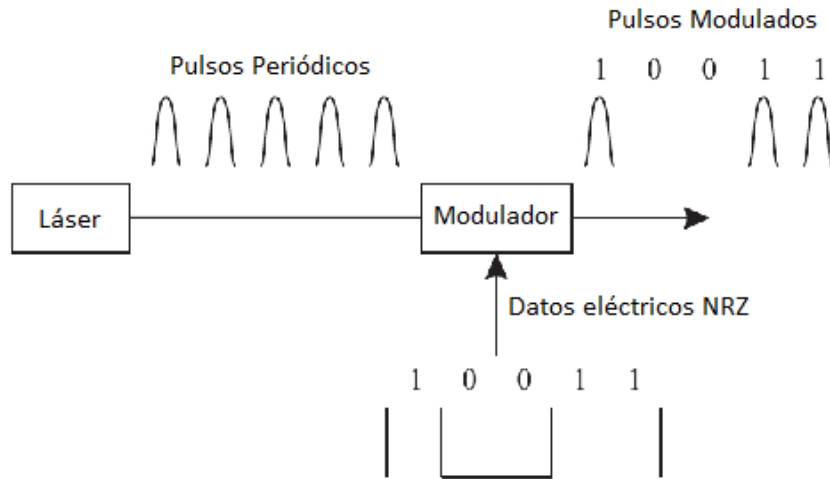 Pulsos Modulados
Pulsos Periódicos
1 0 0 1 1
Láser
Modulador
Datos eléctricos NRZ
1 0 0 1 1